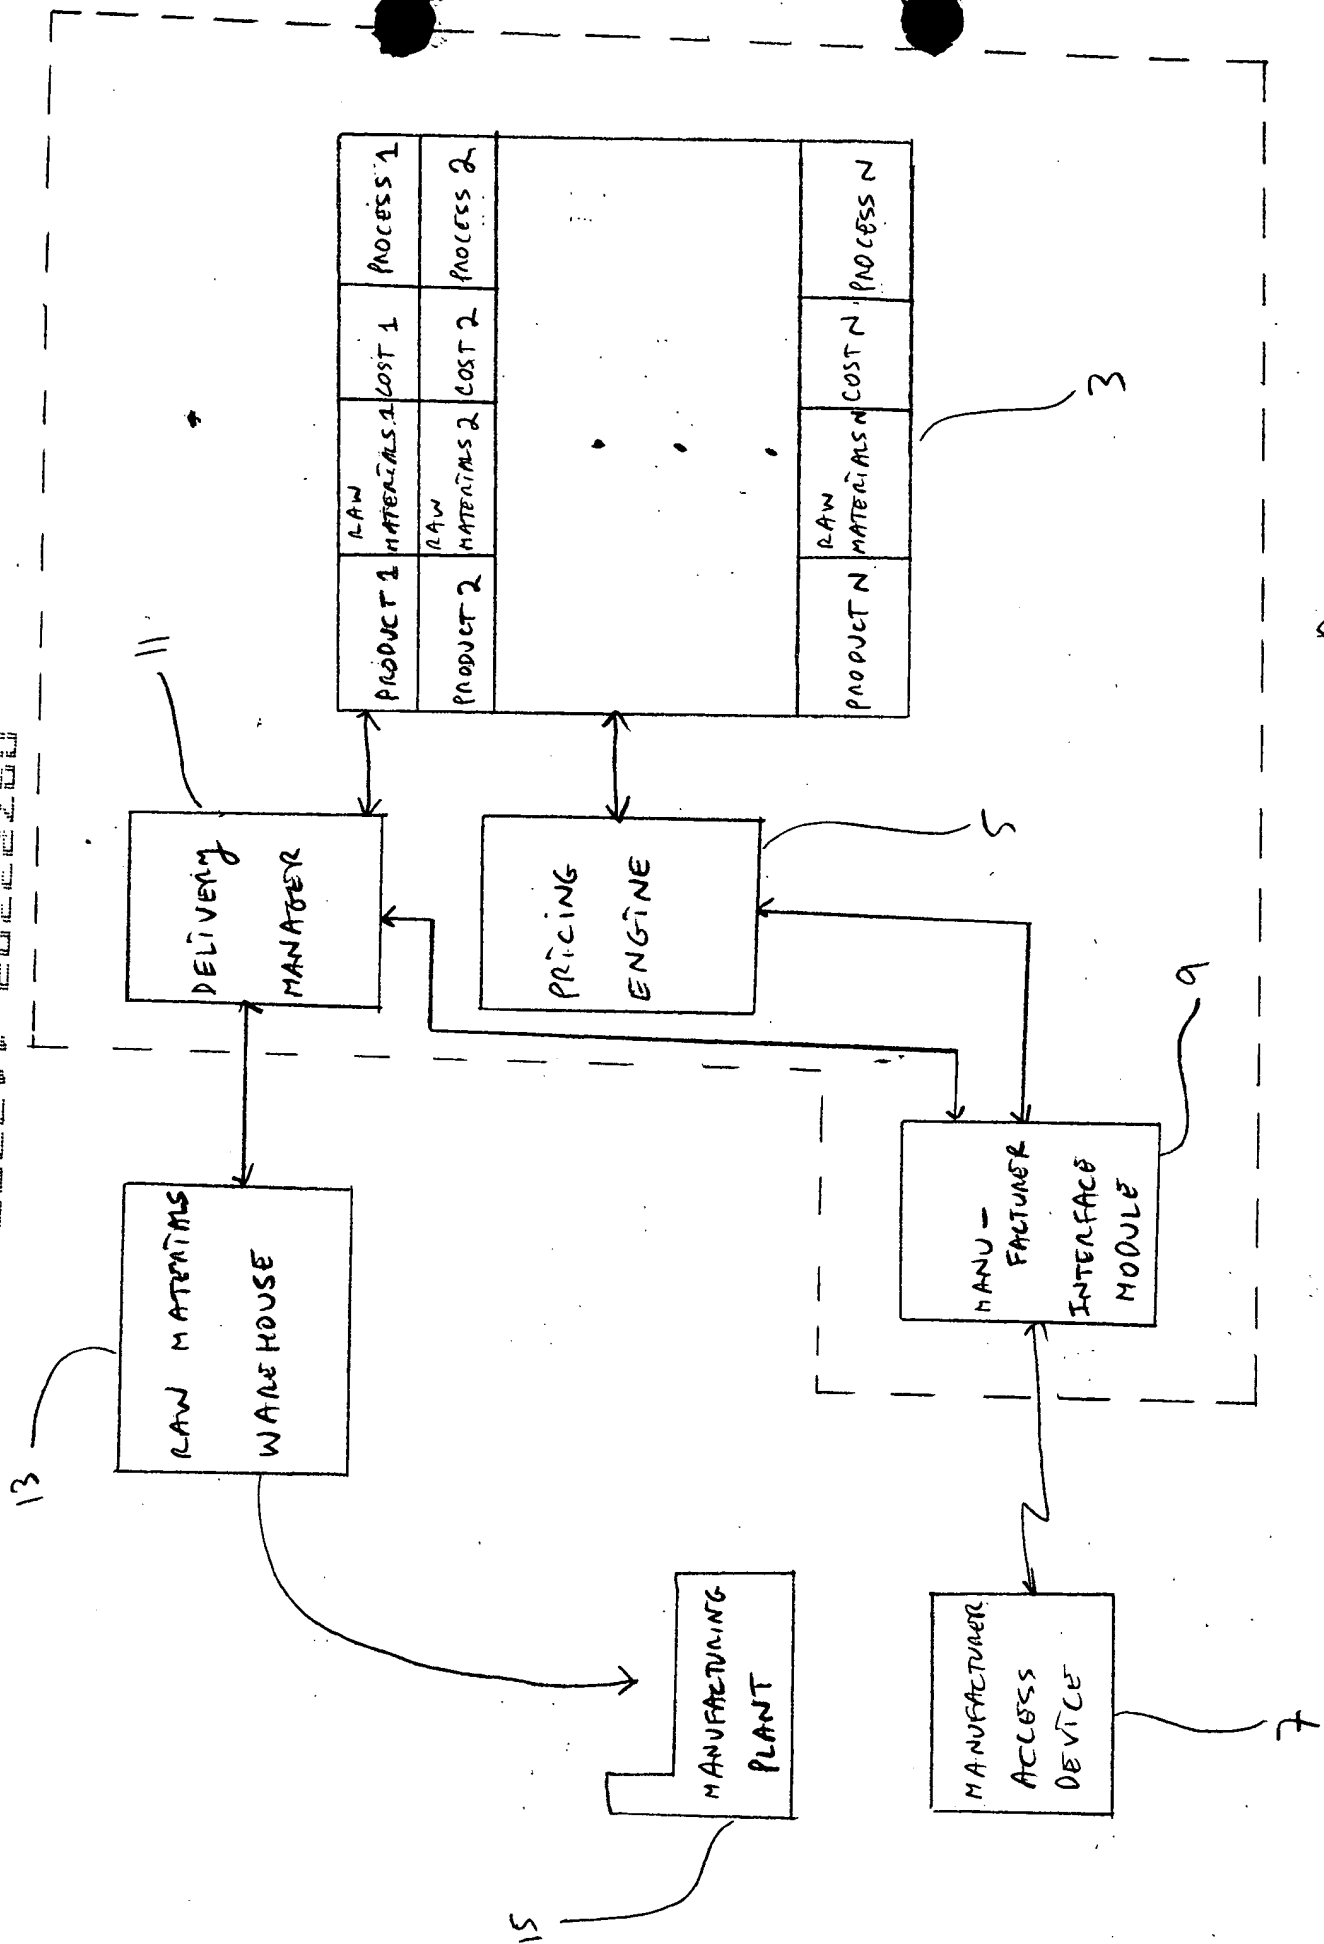 13
RAW MATERIALS
WAREHOUSE
11
DELIVERY
MANAGER
PRODUCT 1
RAW
MATERIALS 1
COST 1
PROCESS 1
PRODUCT 2
RAW
MATERIALS 2
COST 2
PROCESS 2
PRODUCT N
RAW
MATERIALS N
COST N
PROCESS N
3
PRICING
ENGINE
5
15
MANUFACTURING
PLANT
MANU-
FACTURER
INTERFACE
MODULE
9
MANUFACTURER
ACCESS
DEVICE
7